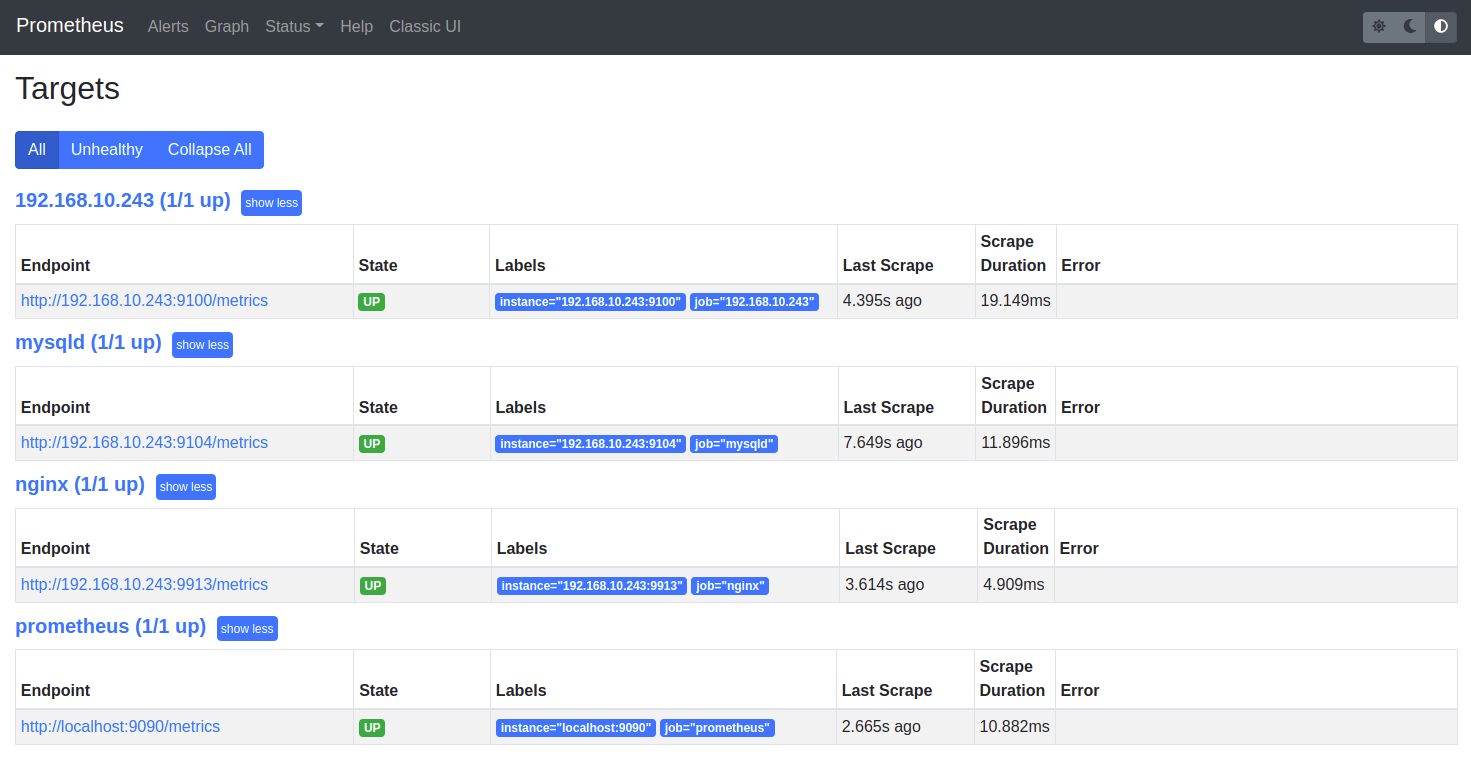 Prometheus Alerts Graph Status Help Classic UI
Targets
All Unhealthy Collapse All
192.168.10.243 (1/1 up) show less
Endpoint State Labels Last Scrape Scrape Duration Error
http://192.168.10.243:9100/metrics UP instance="192.168.10.243:9100" job="192.168.10.243" 4.395s ago 19.149ms
mysqld (1/1 up) show less
Endpoint State Labels Last Scrape Scrape Duration Error
http://192.168.10.243:9104/metrics UP instance="192.168.10.243:9104" job="mysqld" 7.649s ago 11.896ms
nginx (1/1 up) show less
Endpoint State Labels Last Scrape Scrape Duration Error
http://192.168.10.243:9913/metrics UP instance="192.168.10.243:9913" job="nginx" 3.614s ago 4.909ms
prometheus (1/1 up) show less
Endpoint State Labels Last Scrape Scrape Duration Error
http://localhost:9090/metrics UP instance="localhost:9090" job="prometheus" 2.665s ago 10.882ms